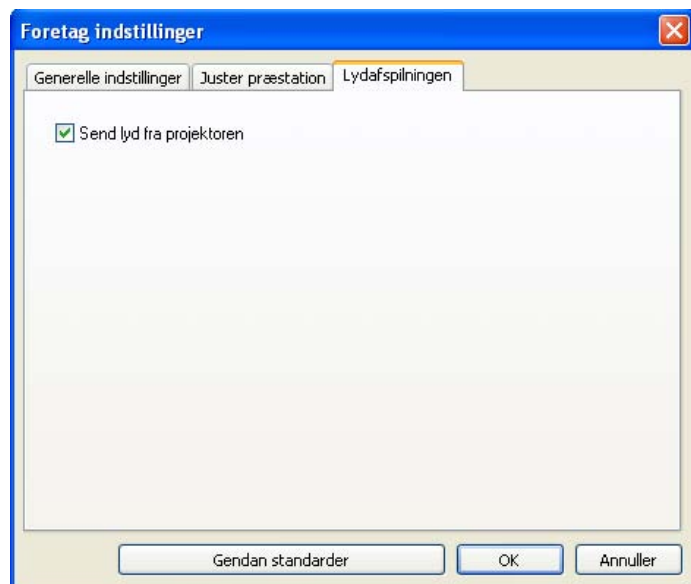 Foretag indstillinger
Generelle indstillinger Juster præstation Lydafspilningen
Send lyd fra projektoren
Gendan standarder OK Annuller